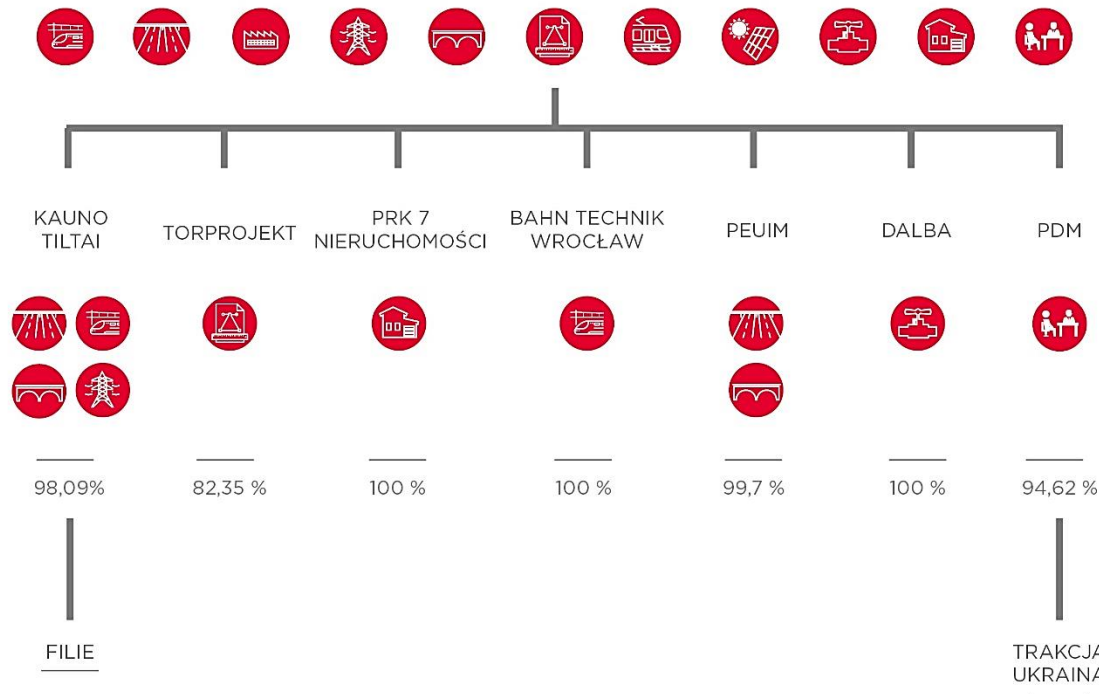 KAUNO
TILTAI
TORPROJEKT
PRK 7
NIERUCHOMOŚCI
BAHN TECHNIK
WROCŁAW
PEUIM
DALBA
PDM
98,09%
82,35 %
100 %
100 %
99,7 %
100 %
94,62 %
FILIE
TRAKCJA
UKRAINA